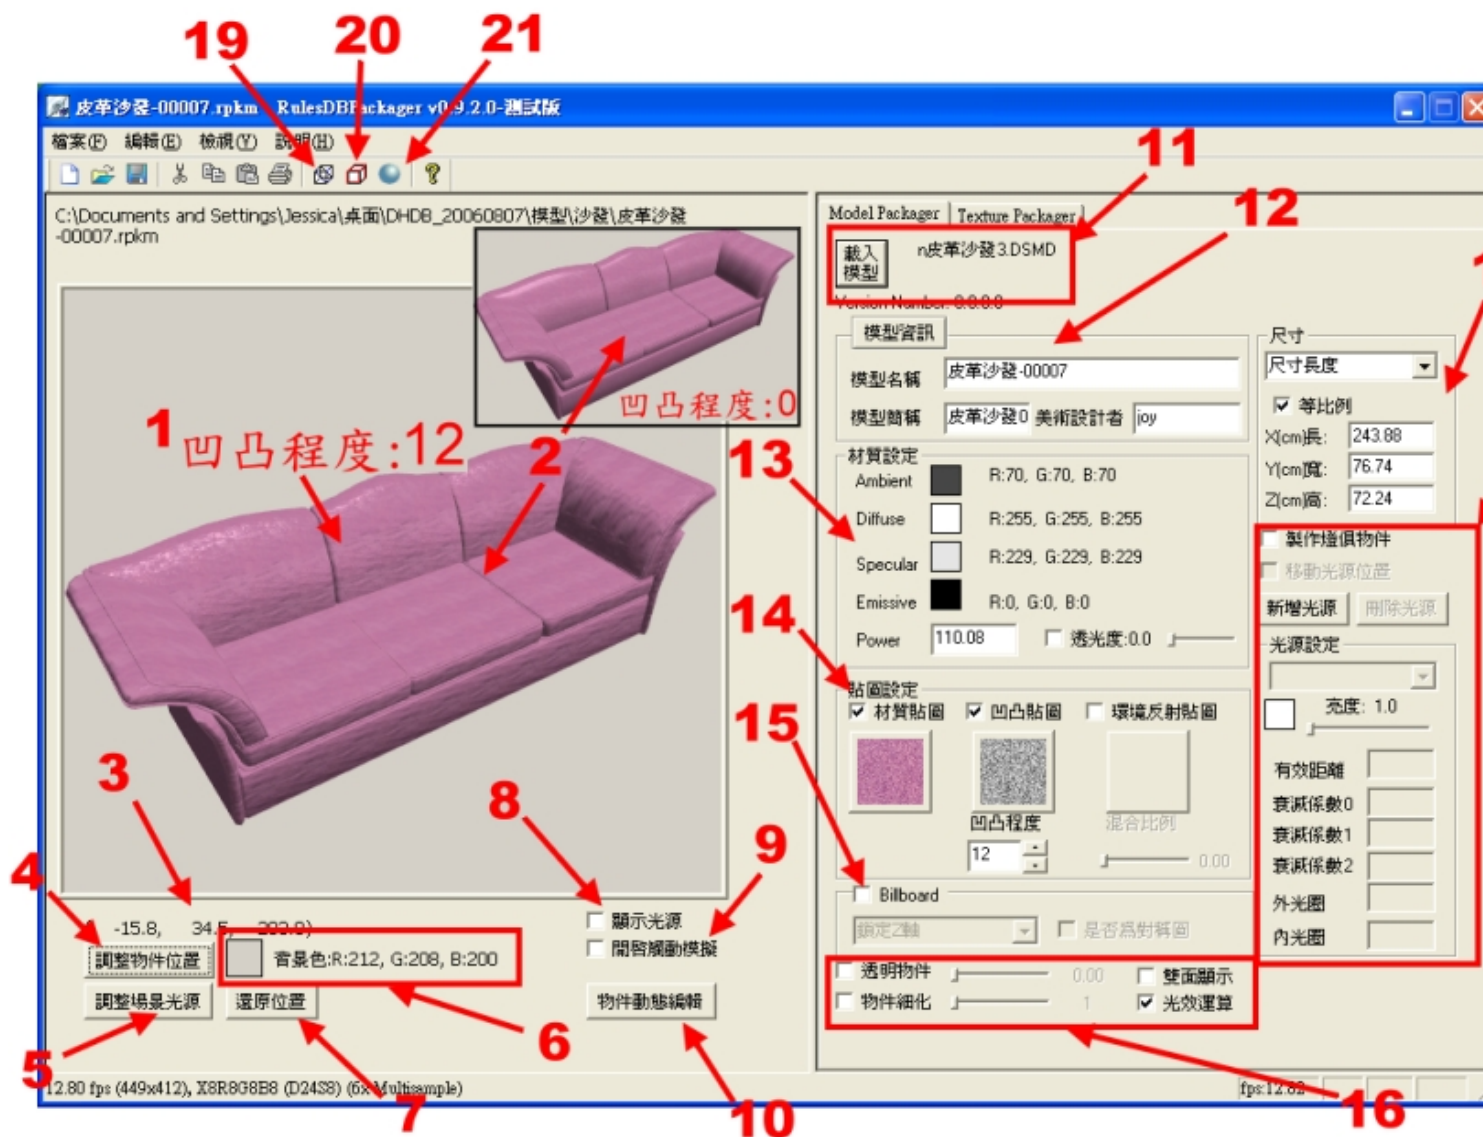 19 20 21
皮革沙發-00007.rpkm - RulesDBPackager v0.9.2.0-測試版
檔案(F) 編輯(E) 檢視(V) 說明(H)
11
C:\Documents and Settings\Jessica\桌面\DHDB_20060807\模型\沙發\皮革沙發
-00007.rpkm
凹凸程度:0
1
凹凸程度:12
2
3
4
( -15.8, 34.5, 203.9)
調整物件位置
背景色:R:212, G:208, B:200
調整場景光源
還原位置
5
6
7
8
顯示光源
開啓觸動模擬
9
物件動態編輯
10
12.80 fps (449x412), X8R8G8B8 (D24S8) (6x Multisample)
Model Packager Texture Packager
12
載入
模型
n皮革沙發3.DSMD
Version Number: 0.0.0.0
模型資訊
模型名稱 皮革沙發-00007
模型簡稱 皮革沙發0 美術設計者 joy
13
材質設定
Ambient R:70, G:70, B:70
Diffuse R:255, G:255, B:255
Specular R:229, G:229, B:229
Emissive R:0, G:0, B:0
Power 110.08 透光度:0.0
14
貼圖設定
材質貼圖 凹凸貼圖 環境反射貼圖
凹凸程度 混合比例
12 0.00
15
Billboard
鎖定Z軸 是否爲對稱圖
透明物件 0.00 雙面顯示
物件細化 1 光效運算
16
尺寸
尺寸長度
等比例
X(cm)長: 243.88
Y(cm)寬: 76.74
Z(cm)高: 72.24
製作燈俱物件
移動光源位置
新增光源 刪除光源
光源設定
亮度: 1.0
有效距離
衰減係數0
衰減係數1
衰減係數2
外光圈
內光圈
fps:12.82